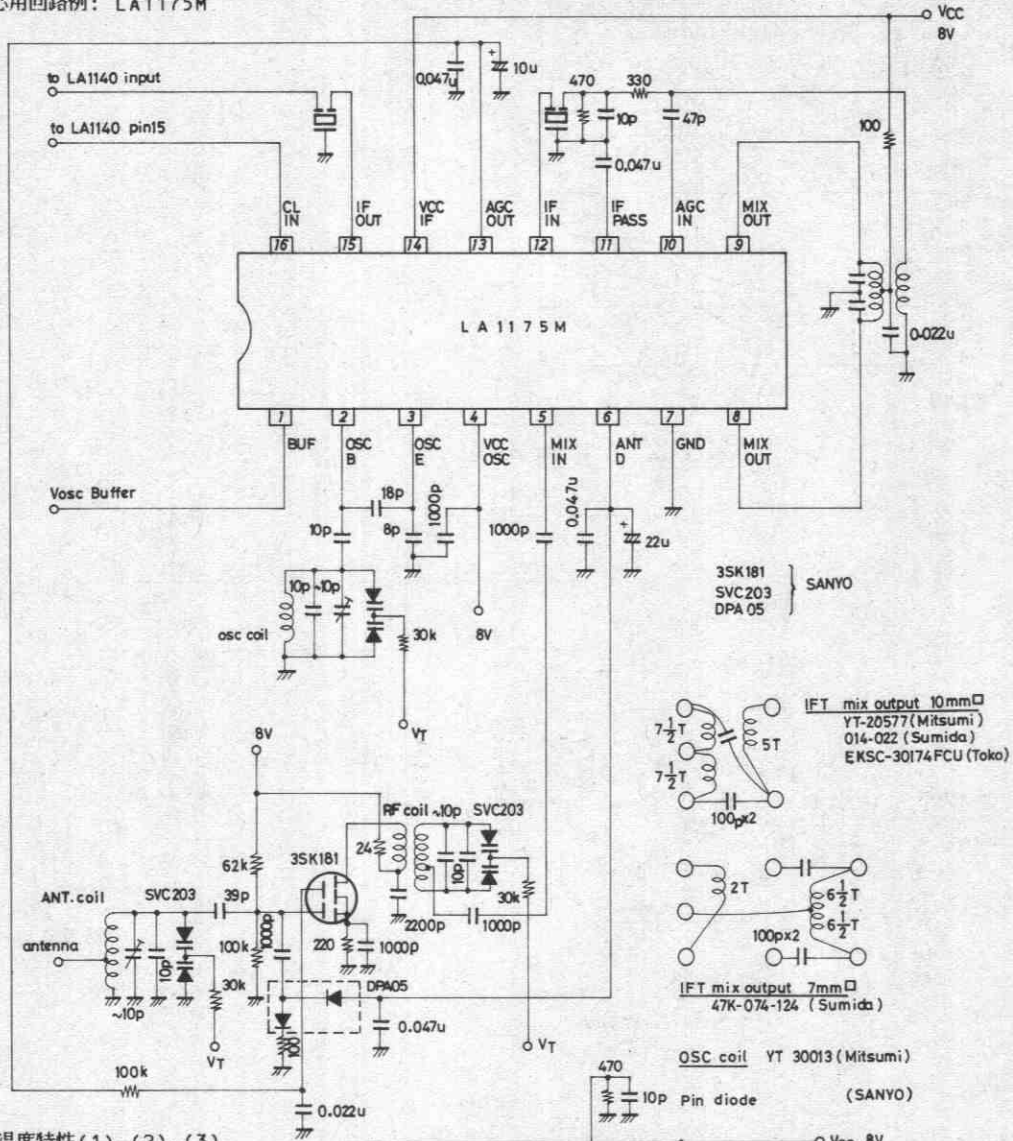 応用回路例: LA1175M
VCC
8V
0.047u
10u
to LA1140 input
470
330
10p
47p
100
to LA1140 pin15
0.047u
CL IN
IF OUT
VCC IF
AGC OUT
IF IN
IF PASS
AGC IN
MIX OUT
16
15
14
13
12
11
10
9
LA1175M
0.022u
1
2
3
4
5
6
7
8
BUF
OSC B
OSC E
VCC OSC
MIX IN
ANT D
GND
MIX OUT
Vosc Buffer
18p
10p
8p
1000p
1000p
0.047u
22u
10p
~10p
osc coil
30k
8V
VT
3SK181
SVC203
DPA05
SANYO
IFT mix output 10mm□
YT-20577 (Mitsumi)
014-022 (Sumida)
EKSC-30174FCU (Toko)
7 1/2 T
7 1/2 T
5T
100p×2
8V
62k
3SK181
24
RF coil
~10p
SVC203
10p
30k
2200p
1000p
ANT.coil
SVC203
39p
antenna
10p
~10p
30k
VT
100k
1000p
220
1000p
DPA05
100
0.047u
VT
2T
6 1/2 T
6 1/2 T
100p×2
IFT mix output 7mm□
47K-074-124 (Sumida)
OSC coil YT 30013 (Mitsumi)
100k
0.022u
470
10p
Pin diode
(SANYO)
温度特性(1), (2), (3)
VCC 8V